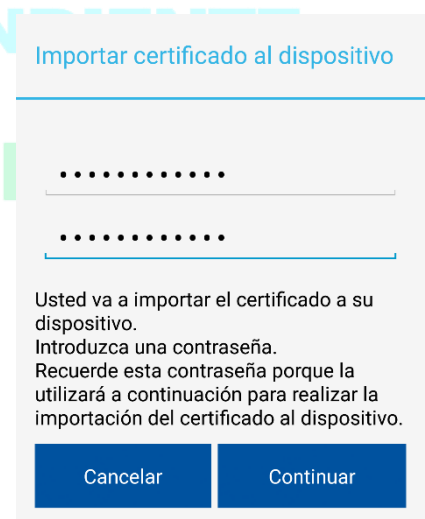 Importar certificado al dispositivo
••••••••••••
••••••••••••
Usted va a importar el certificado a su
dispositivo.
Introduzca una contraseña.
Recuerde esta contraseña porque la
utilizará a continuación para realizar la
importación del certificado al dispositivo.
Cancelar
Continuar